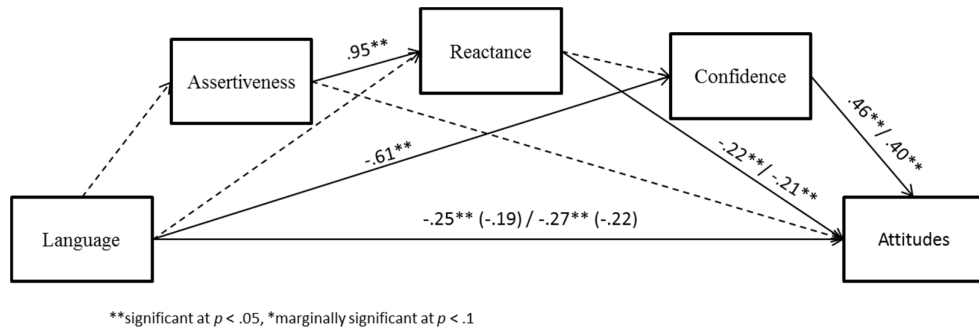 Reactance
.95**
Assertiveness
Confidence
.46**/ .40**
-.61**
-.22**/ -.21**
Language
-.25** (-.19) / -.27** (-.22)
Attitudes
**significant at p < .05, *marginally significant at p < .1